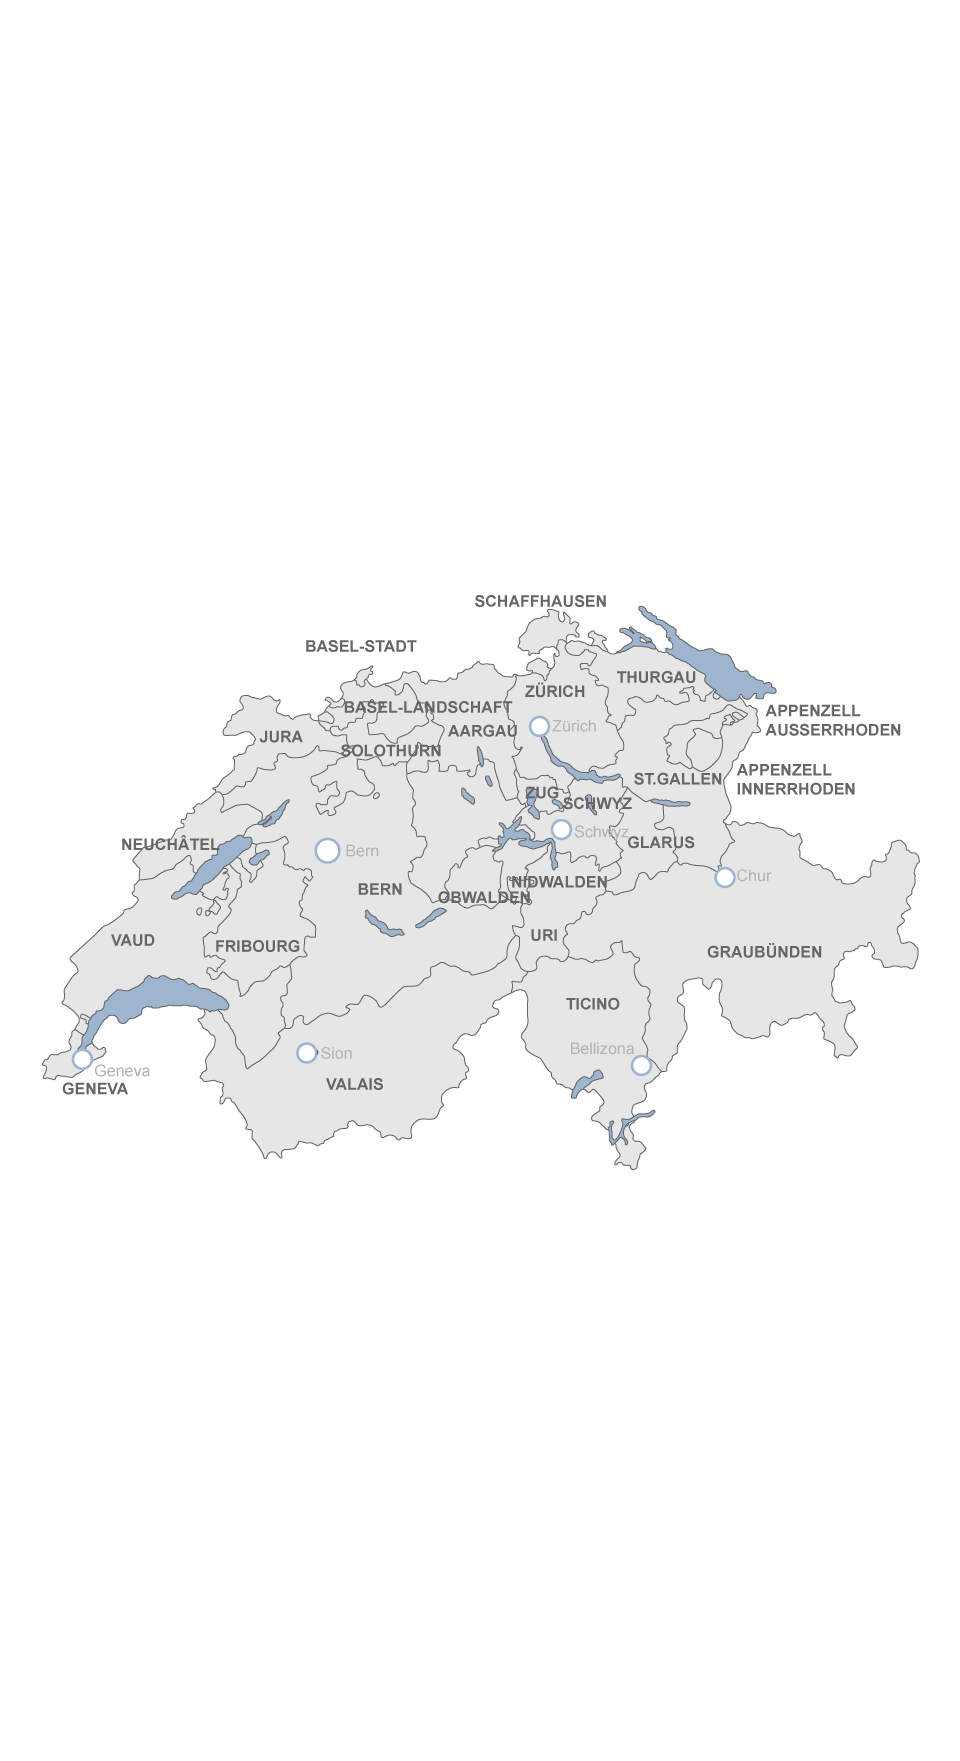 SCHAFFHAUSEN
BASEL-STADT
THURGAU
ZÜRICH
BASEL-LANDSCHAFT
APPENZELL
AUSSERRHODEN
Zürich
AARGAU
JURA
SOLOTHURN
APPENZELL
INNERRHODEN
ST.GALLEN
ZUG
SCHWYZ
Schwyz
NEUCHÂTEL
GLARUS
Bern
Chur
NIDWALDEN
BERN
OBWALDEN
URI
VAUD
FRIBOURG
GRAUBÜNDEN
TICINO
Bellizona
Sion
Geneva
VALAIS
GENEVA